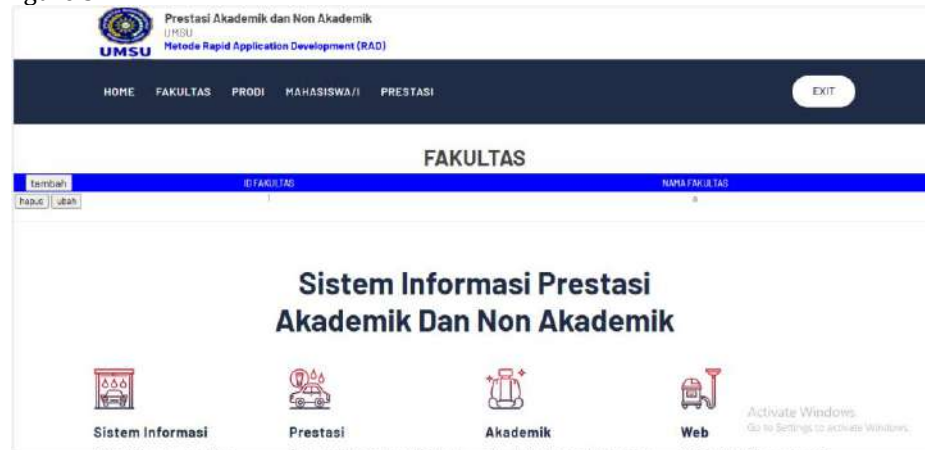 Prestasi Akademik dan Non Akademik
UMSU
UMSU
Metode Rapid Application Development (RAD)
HOME FAKULTAS PRODI MAHASISWA/I PRESTASI EXIT
FAKULTAS
tambah ID FAKULTAS NAMA FAKULTAS
hapus ubah
Sistem Informasi Prestasi
Akademik Dan Non Akademik
Sistem Informasi Prestasi Akademik Web
Activate Windows
Go to Settings to activate Windows.